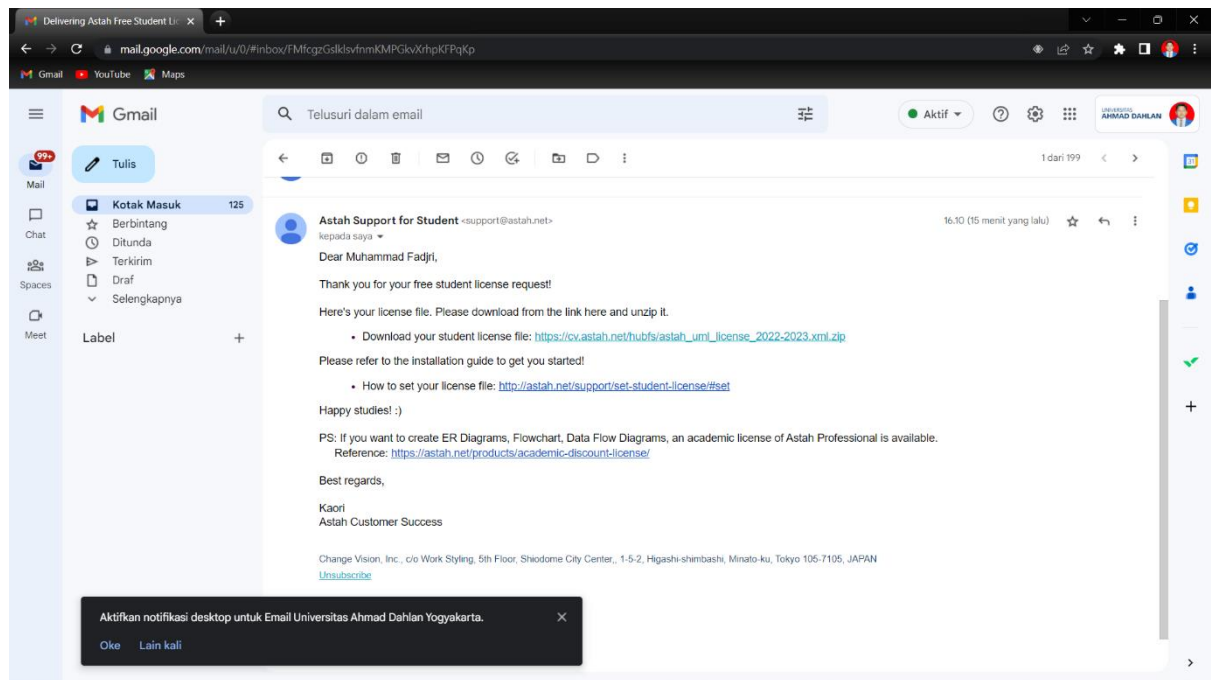 Delivering Astah Free Student Lic
mail.google.com/mail/u/0/#inbox/FMfcgzGslklsvfnmKMPGkvXrhpKFPqKp
Gmail YouTube Maps
Gmail
Telusuri dalam email
Aktif
UNIVERSITAS
AHMAD DAHLAN
99+
Mail
Chat
Spaces
Meet
Tulis
Kotak Masuk 125
Berbintang
Ditunda
Terkirim
Draf
Selengkapnya
Label +
1 dari 199
Astah Support for Student <support@astah.net>
16.10 (15 menit yang lalu)
kepada saya
Dear Muhammad Fadjri,
Thank you for your free student license request!
Here's your license file. Please download from the link here and unzip it.
• Download your student license file: https://cv.astah.net/hubfs/astah_uml_license_2022-2023.xml.zip
Please refer to the installation guide to get you started!
• How to set your license file: http://astah.net/support/set-student-license/#set
Happy studies! :)
PS: If you want to create ER Diagrams, Flowchart, Data Flow Diagrams, an academic license of Astah Professional is available.
Reference: https://astah.net/products/academic-discount-license/
Best regards,
Kaori
Astah Customer Success
Change Vision, Inc., c/o Work Styling, 5th Floor, Shiodome City Center,, 1-5-2, Higashi-shimbashi, Minato-ku, Tokyo 105-7105, JAPAN
Unsubscribe
Aktifkan notifikasi desktop untuk Email Universitas Ahmad Dahlan Yogyakarta.
Oke Lain kali